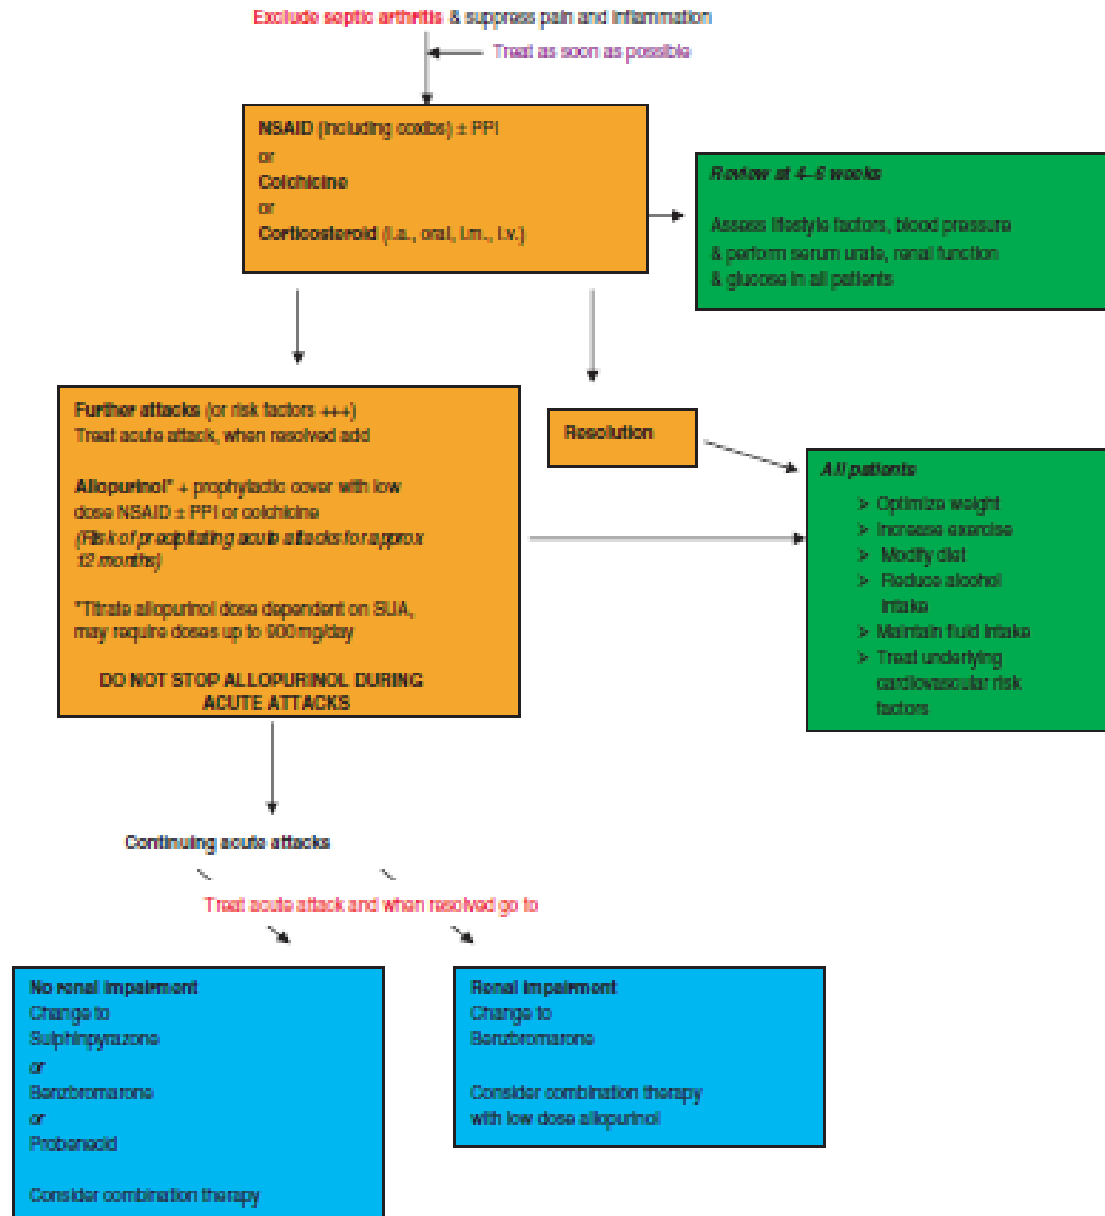 Exclude septic arthritis & suppress pain and inflammation
Treat as soon as possible
NSAID (including coxibs) ± PPI
or
Colchicine
or
Corticosteroid (i.a., oral, i.m., i.v.)
Review at 4–6 weeks
Assess lifestyle factors, blood pressure
& perform serum urate, renal function
& glucose in all patients
Further attacks (or risk factors +++)
Treat acute attack, when resolved add
Allopurinol* + prophylactic cover with low
dose NSAID ± PPI or colchicine
(Risk of precipitating acute attacks for approx
12 months)
*Titrate allopurinol dose dependent on SUA,
may require doses up to 900mg/day
DO NOT STOP ALLOPURINOL DURING
ACUTE ATTACKS
Resolution
All patients
➢ Optimize weight
➢ Increase exercise
➢ Modify diet
➢ Reduce alcohol
intake
➢ Maintain fluid intake
➢ Treat underlying
cardiovascular risk
factors
Continuing acute attacks
Treat acute attack and when resolved go to
No renal impairment
Change to
Sulphinpyrazone
or
Benzbromarone
or
Probenecid
Consider combination therapy
Renal impairment
Change to
Benzbromarone
Consider combination therapy
with low dose allopurinol